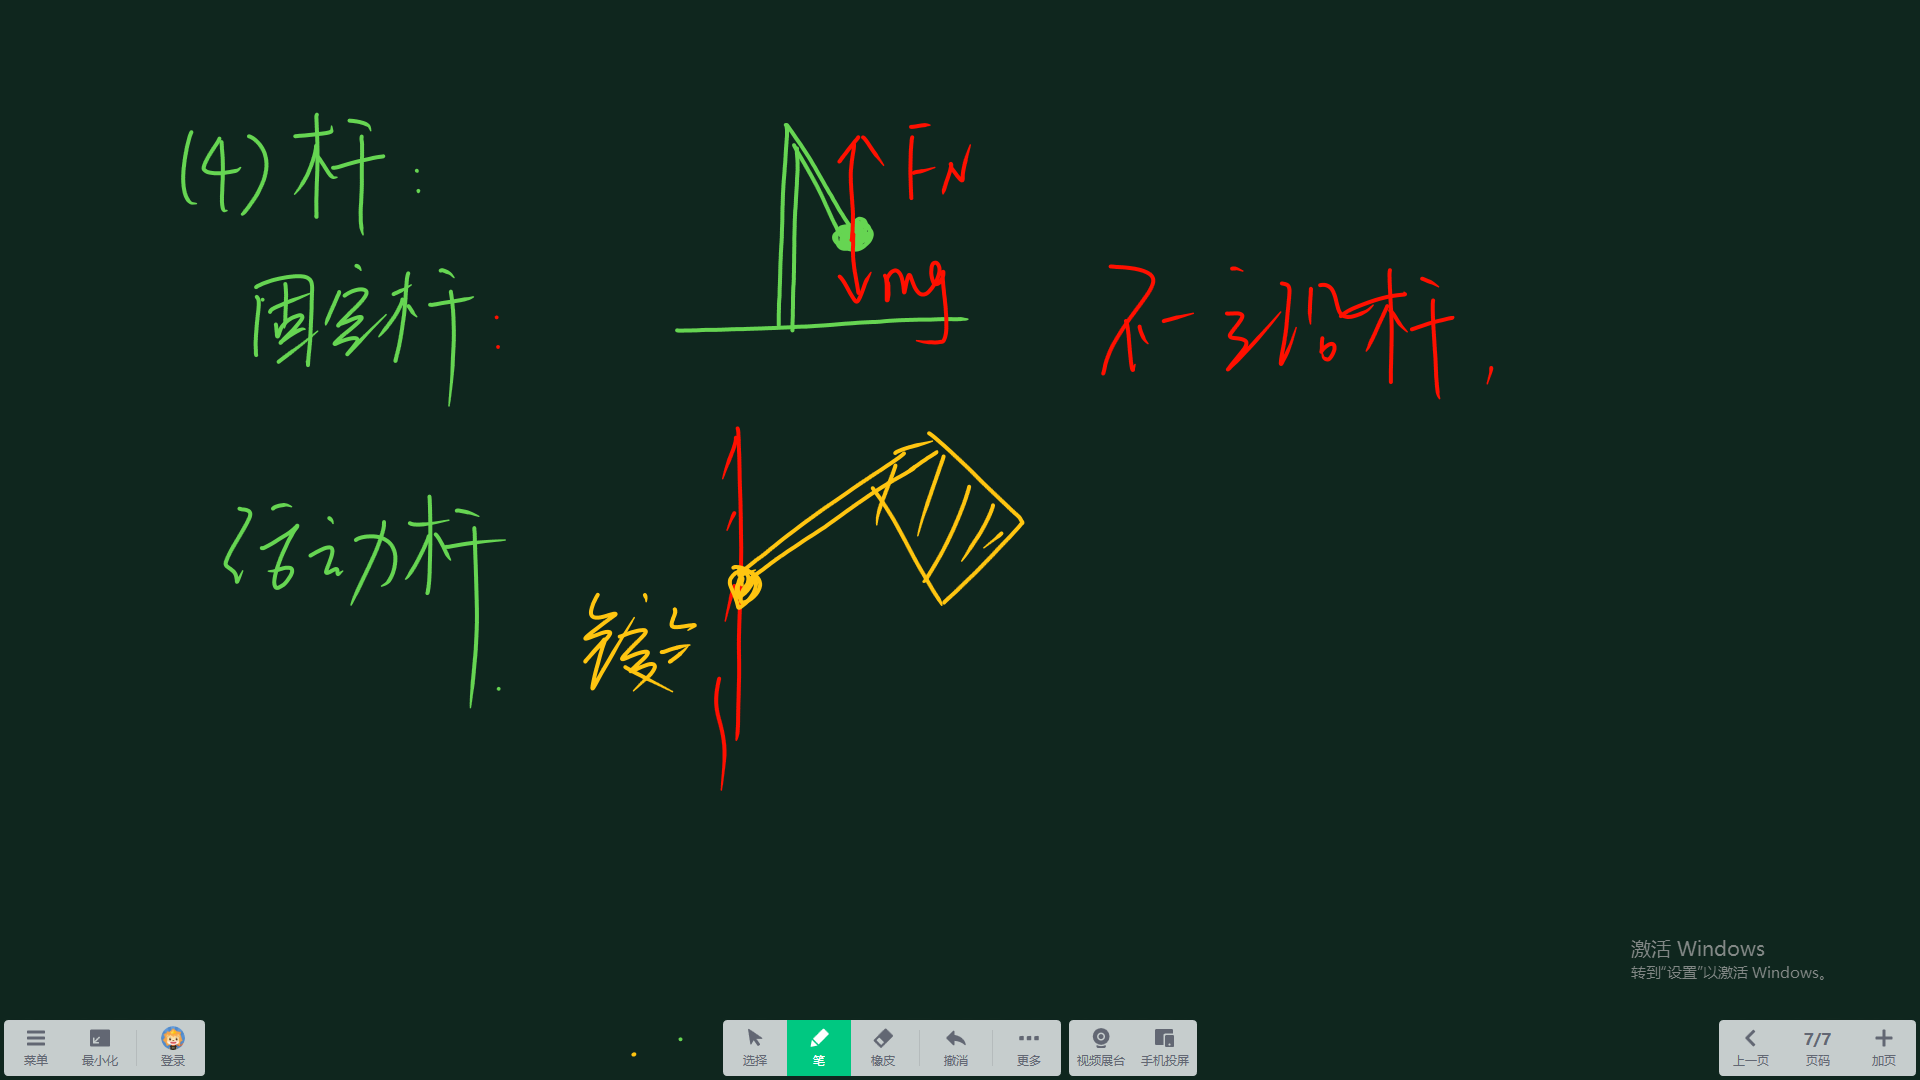 (4) 杆:
FN
mg
固定杆:
不一定沿杆.
活动杆.
铰
激活 Windows
转到"设置"以激活 Windows。
菜单
最小化
登录
选择
笔
橡皮
撤消
更多
视频展台
手机投屏
上一页
7/7
页码
加页